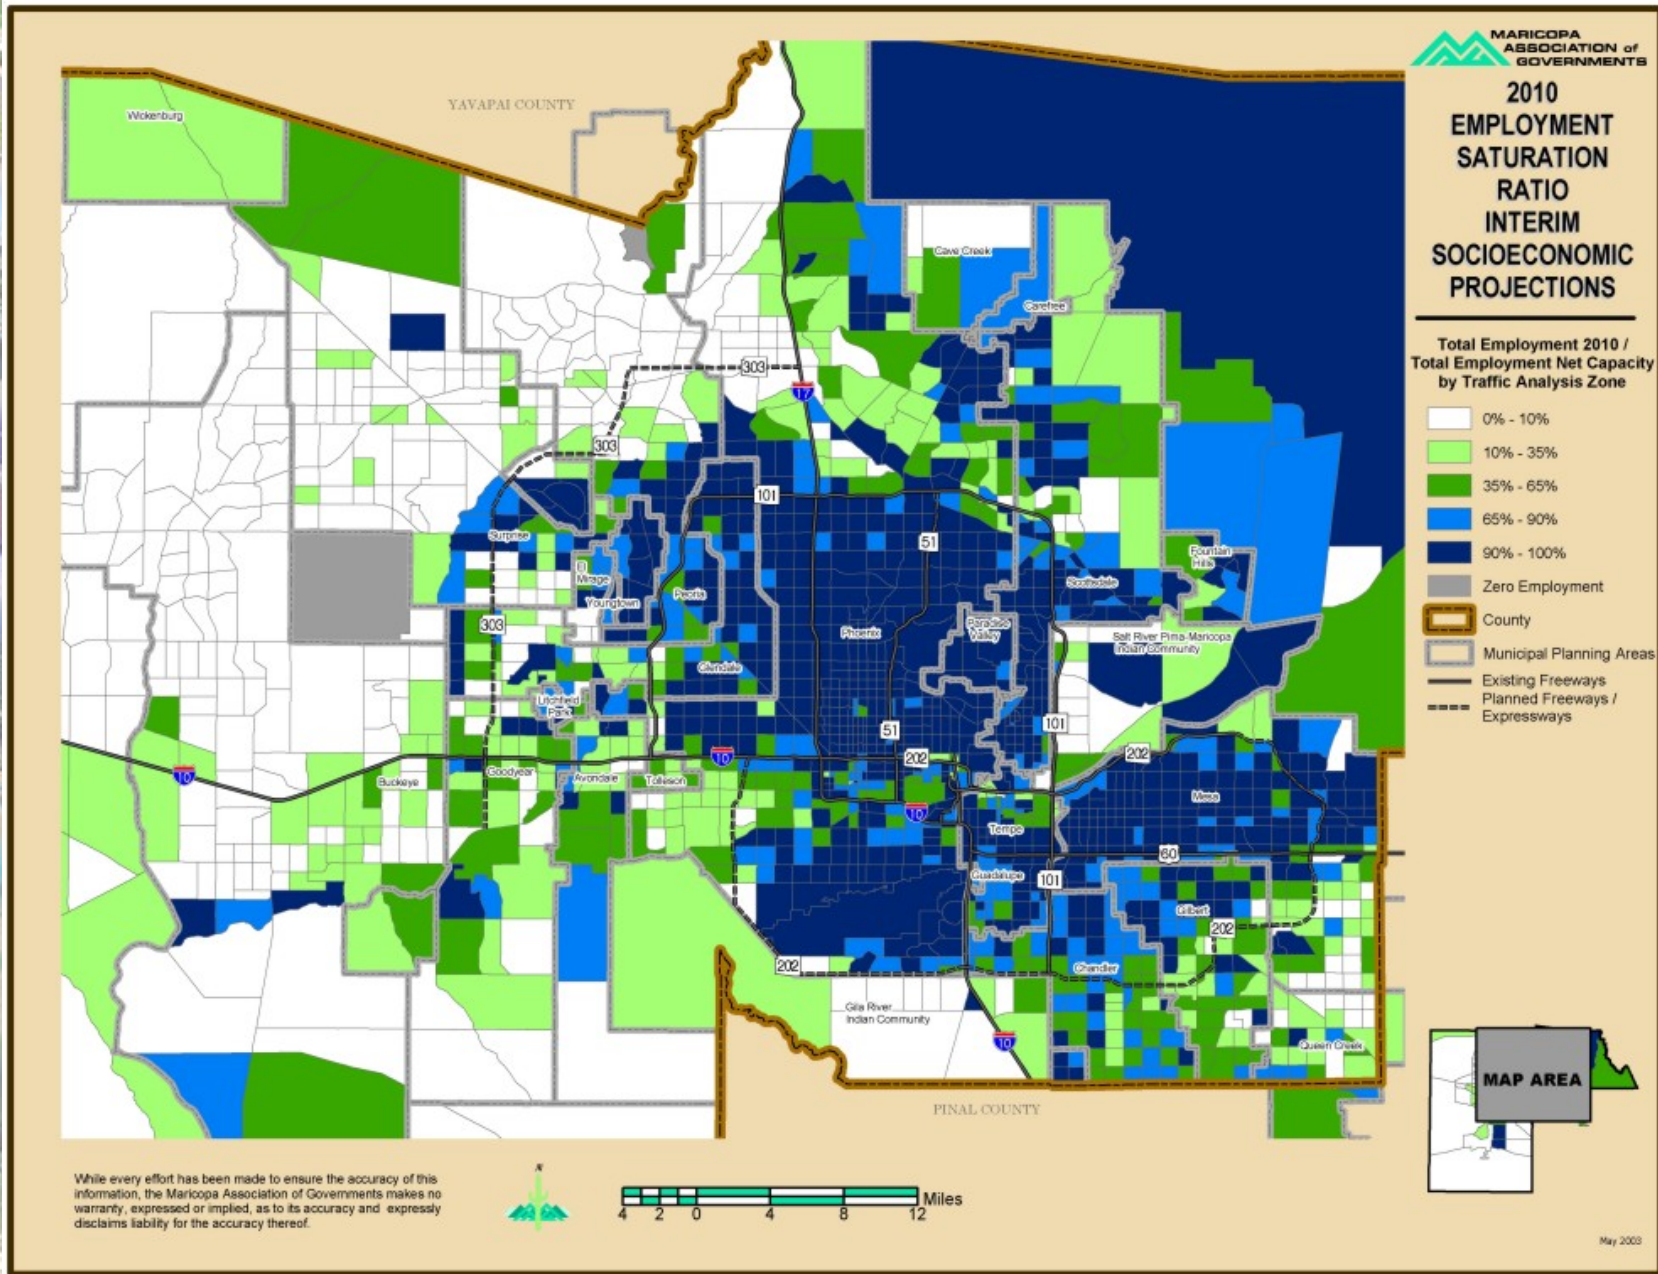 MARICOPA
ASSOCIATION of
GOVERNMENTS
2010
EMPLOYMENT
SATURATION
RATIO
INTERIM
SOCIOECONOMIC
PROJECTIONS
Total Employment 2010 /
Total Employment Net Capacity
by Traffic Analysis Zone
0% - 10%
10% - 35%
35% - 65%
65% - 90%
90% - 100%
Zero Employment
County
Municipal Planning Areas
Existing Freeways
Planned Freeways /
Expressways
YAVAPAI COUNTY
Wickenburg
Cave Creek
Carefree
303
17
303
101
51
Surprise
Fountain
Hills
El
Mirage
Scottsdale
Peoria
Youngtown
303
Phoenix
Paradise
Valley
Salt River Pima-Maricopa
Indian Community
Glendale
Litchfield
Park
101
51
202
202
10
10
Buckeye
Goodyear
Avondale
Tolleson
Mesa
10
Tempe
60
Guadalupe
101
Gilbert
202
202
Chandler
Gila River
Indian Community
10
Queen Creek
MAP AREA
PINAL COUNTY
While every effort has been made to ensure the accuracy of this
information, the Maricopa Association of Governments makes no
warranty, expressed or implied, as to its accuracy and expressly
disclaims liability for the accuracy thereof.
N
Miles
4 2 0 4 8 12
May 2003